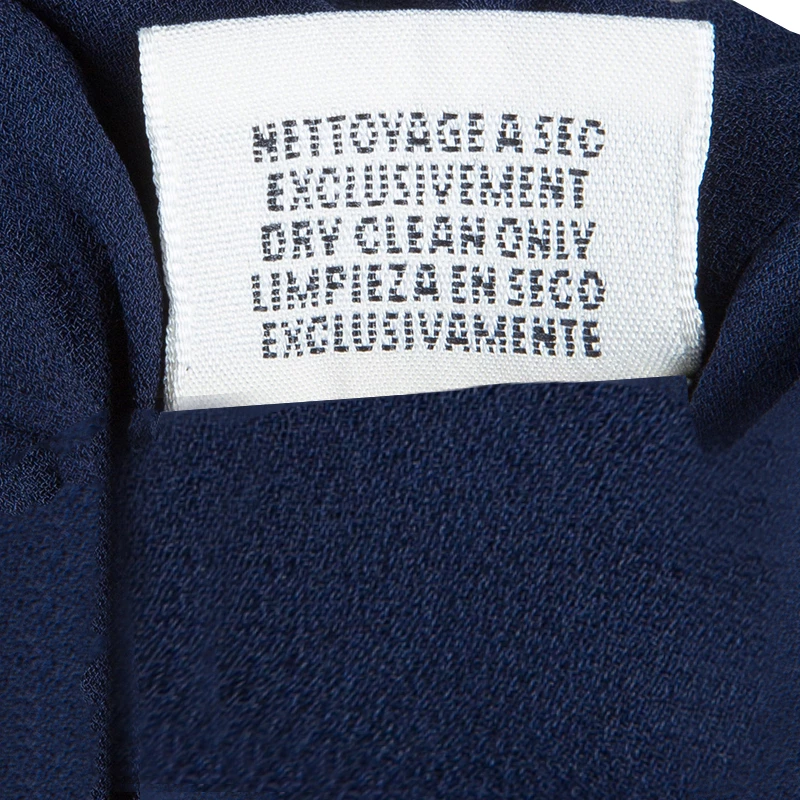 NETTOYAGE A SEC
EXCLUSIVEMENT
DRY CLEAN ONLY
LIMPIEZA EN SECO
EXCLUSIVAMENTE